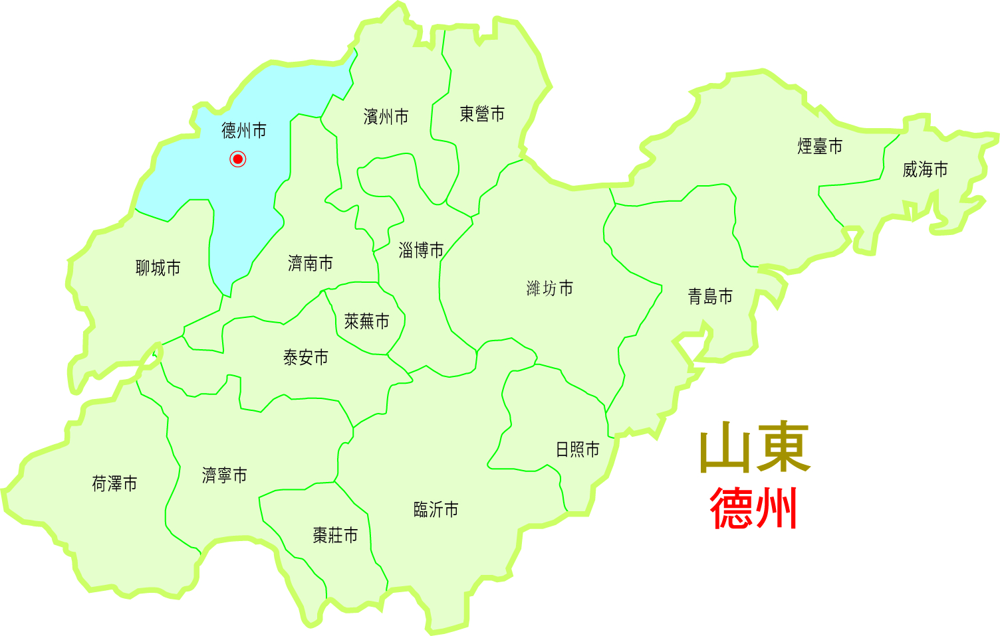 濱州市
東營市
德州市
煙臺市
威海市
淄博市
濟南市
聊城市
濰坊市
青島市
萊蕪市
泰安市
日照市
荷澤市
濟寧市
臨沂市
棗莊市
山東
德州